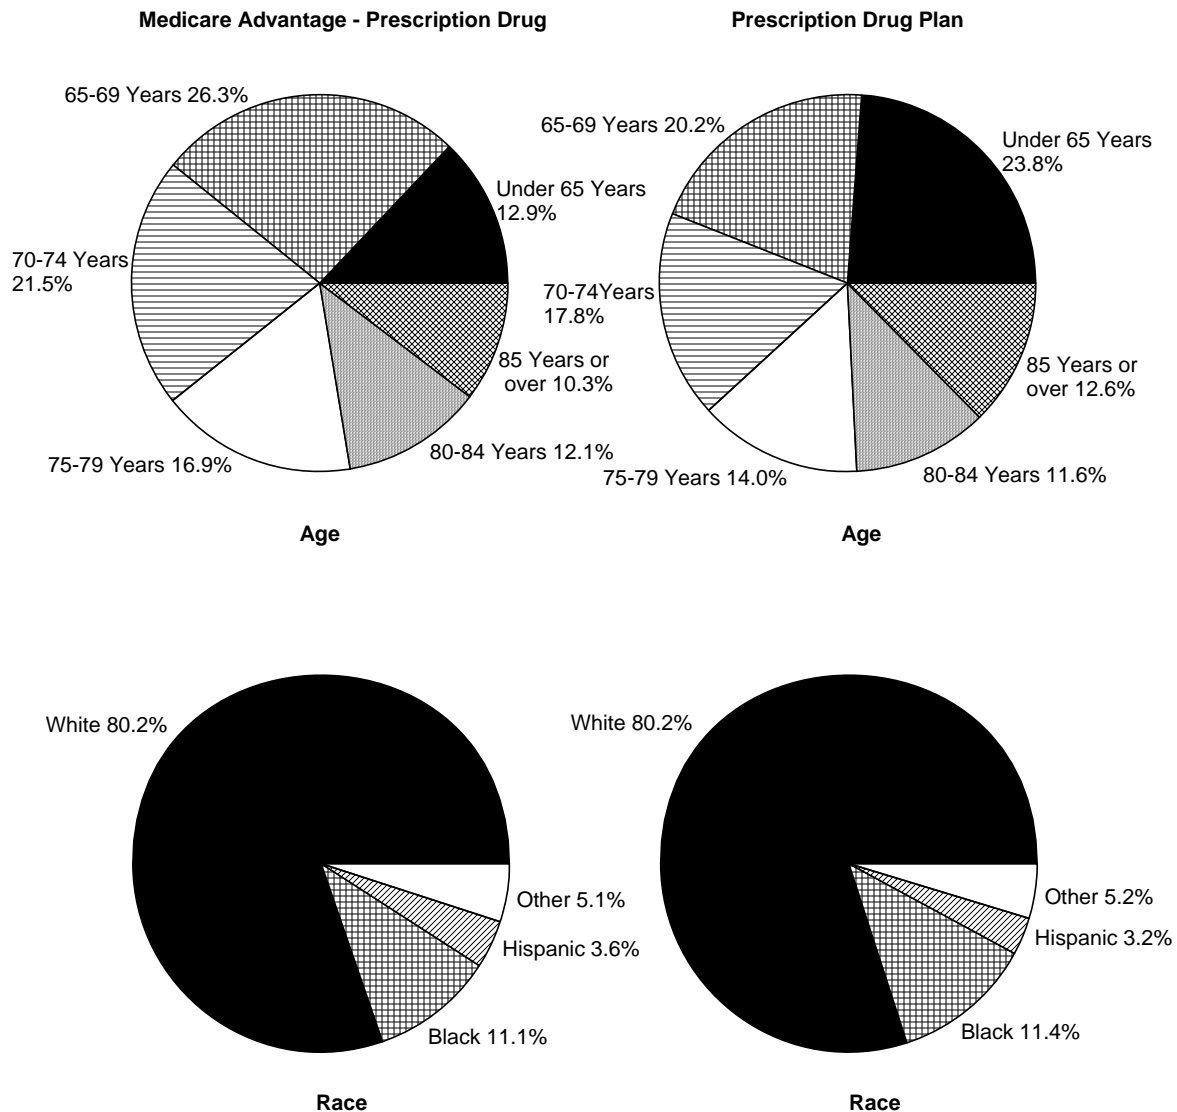 Medicare Advantage - Prescription Drug
Prescription Drug Plan
65-69 Years 26.3%
Under 65 Years
12.9%
70-74 Years
21.5%
85 Years or
over 10.3%
80-84 Years 12.1%
75-79 Years 16.9%
Age
65-69 Years 20.2%
Under 65 Years
23.8%
70-74Years
17.8%
85 Years or
over 12.6%
80-84 Years 11.6%
75-79 Years 14.0%
Age
White 80.2%
Other 5.1%
Hispanic 3.6%
Black 11.1%
Race
White 80.2%
Other 5.2%
Hispanic 3.2%
Black 11.4%
Race